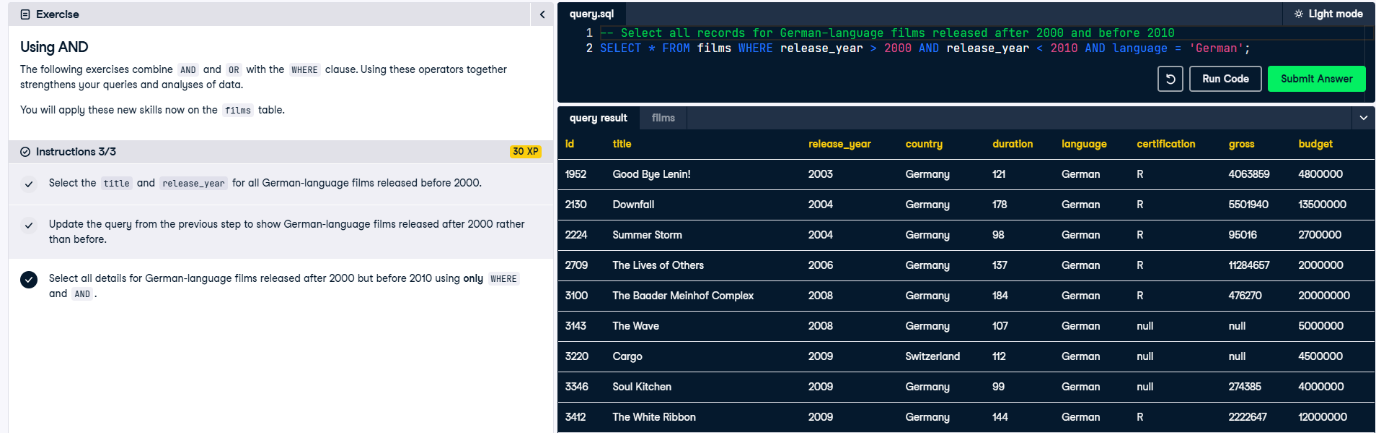 Exercise
Using AND
The following exercises combine AND and OR with the WHERE clause. Using these operators together
strengthens your queries and analyses of data.
You will apply these new skills now on the films table.
Instructions 3/3
30 XP
Select the title and release_year for all German-language films released before 2000.
Update the query from the previous step to show German-language films released after 2000 rather
than before.
Select all details for German-language films released after 2000 but before 2010 using only WHERE
and AND .
query.sql
Light mode
1 -- Select all records for German-language films released after 2000 and before 2010
2 SELECT * FROM films WHERE release_year > 2000 AND release_year < 2010 AND language = 'German';
Run Code
Submit Answer
query result
films
id title release_year country duration language certification gross budget
1952 Good Bye Lenin! 2003 Germany 121 German R 4063859 4800000
2130 Downfall 2004 Germany 178 German R 5501940 13500000
2224 Summer Storm 2004 Germany 98 German R 95016 2700000
2709 The Lives of Others 2006 Germany 137 German R 11284657 2000000
3100 The Baader Meinhof Complex 2008 Germany 184 German R 476270 20000000
3143 The Wave 2008 Germany 107 German null null 5000000
3220 Cargo 2009 Switzerland 112 German null null 4500000
3346 Soul Kitchen 2009 Germany 99 German null 274385 4000000
3412 The White Ribbon 2009 Germany 144 German R 2222647 12000000